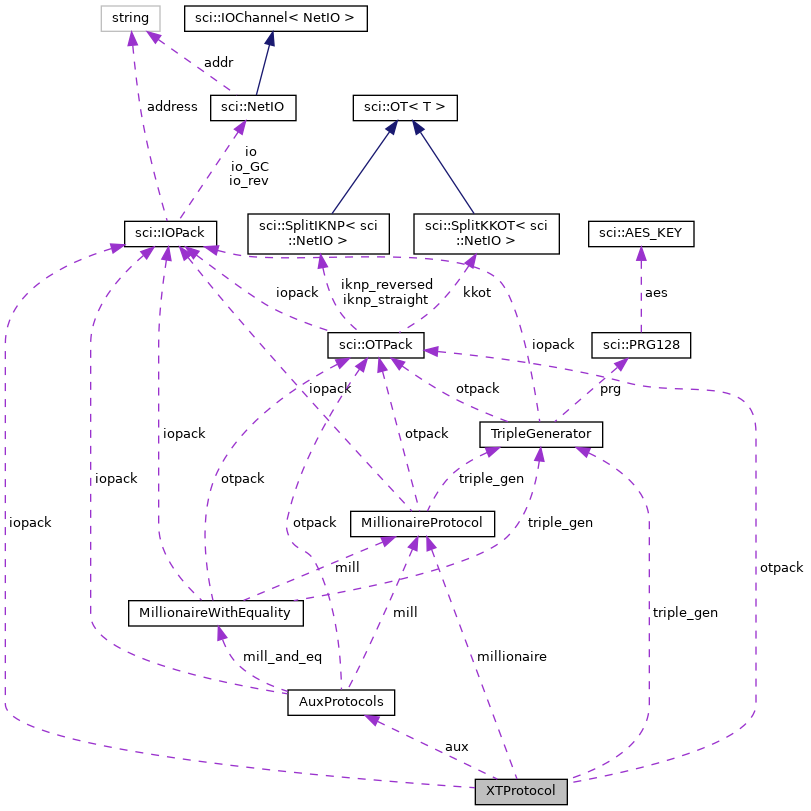 string
sci::IOChannel< NetIO >
addr
address
sci::NetIO
sci::OT< T >
io
io_GC
io_rev
sci::IOPack
sci::SplitIKNP< sci
::NetIO >
sci::SplitKKOT< sci
::NetIO >
sci::AES_KEY
iopack
iknp_reversed
iknp_straight
kkot
aes
sci::OTPack
iopack
sci::PRG128
iopack
otpack
prg
iopack
otpack
TripleGenerator
iopack
otpack
triple_gen
iopack
otpack
MillionaireProtocol
triple_gen
mill
otpack
MillionaireWithEquality
mill
triple_gen
mill_and_eq
millionaire
AuxProtocols
aux
XTProtocol